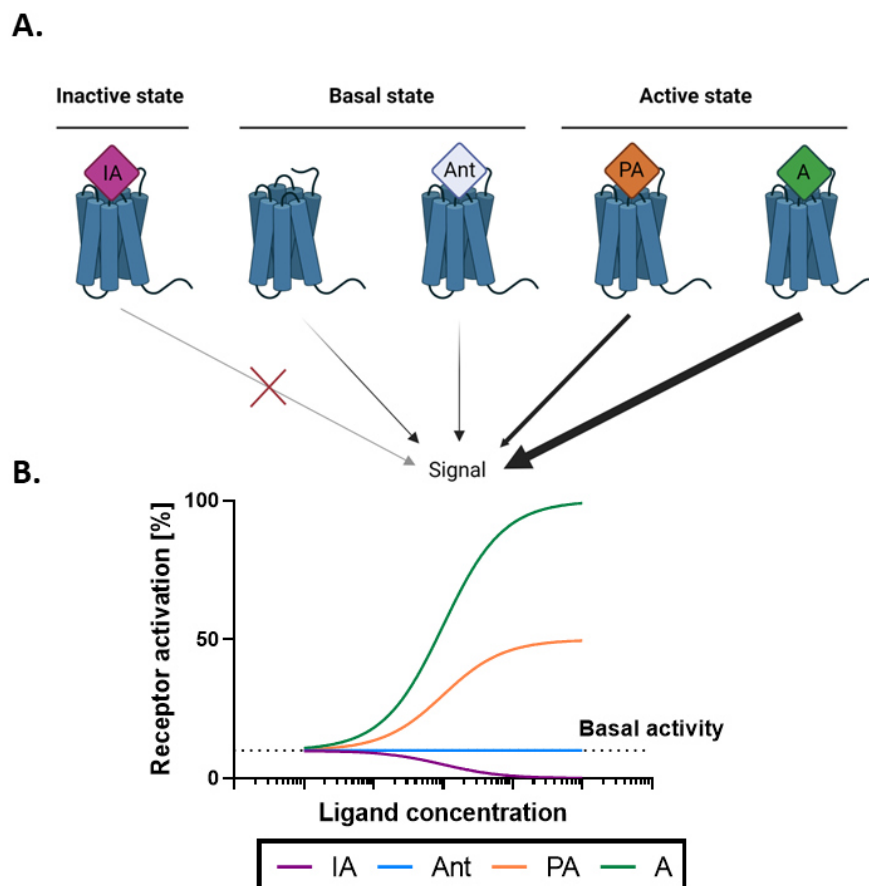 A.
Inactive state Basal state Active state
IA Ant PA A
Signal
B.
100
50
0
Receptor activation [%]
Basal activity
Ligand concentration
IA Ant PA A